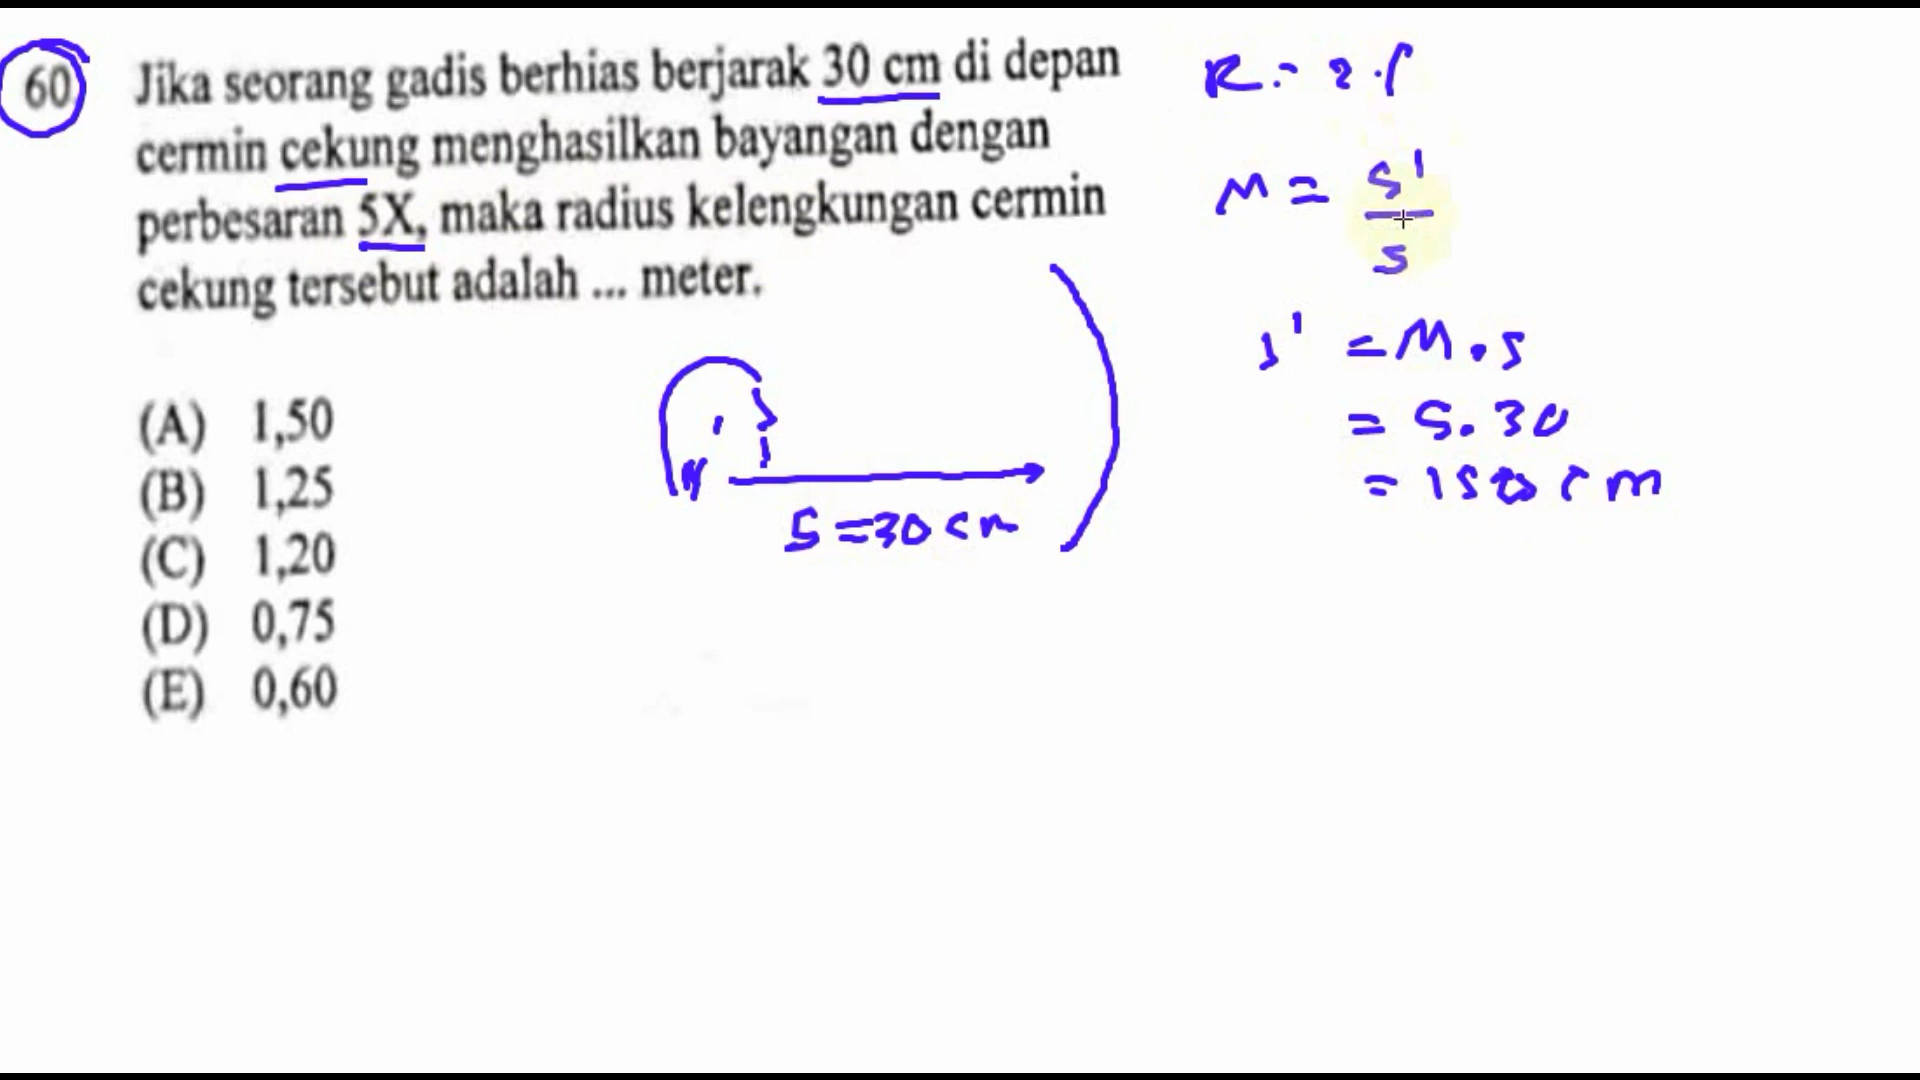 60 Jika seorang gadis berhias berjarak 30 cm di depan
cermin cekung menghasilkan bayangan dengan
perbesaran 5X, maka radius kelengkungan cermin
cekung tersebut adalah ... meter.
(A) 1,50
(B) 1,25
(C) 1,20
(D) 0,75
(E) 0,60
S = 30 cm
R = 2 . f
M = s'
s
s' = M . s
= 5 . 30
= 150 cm